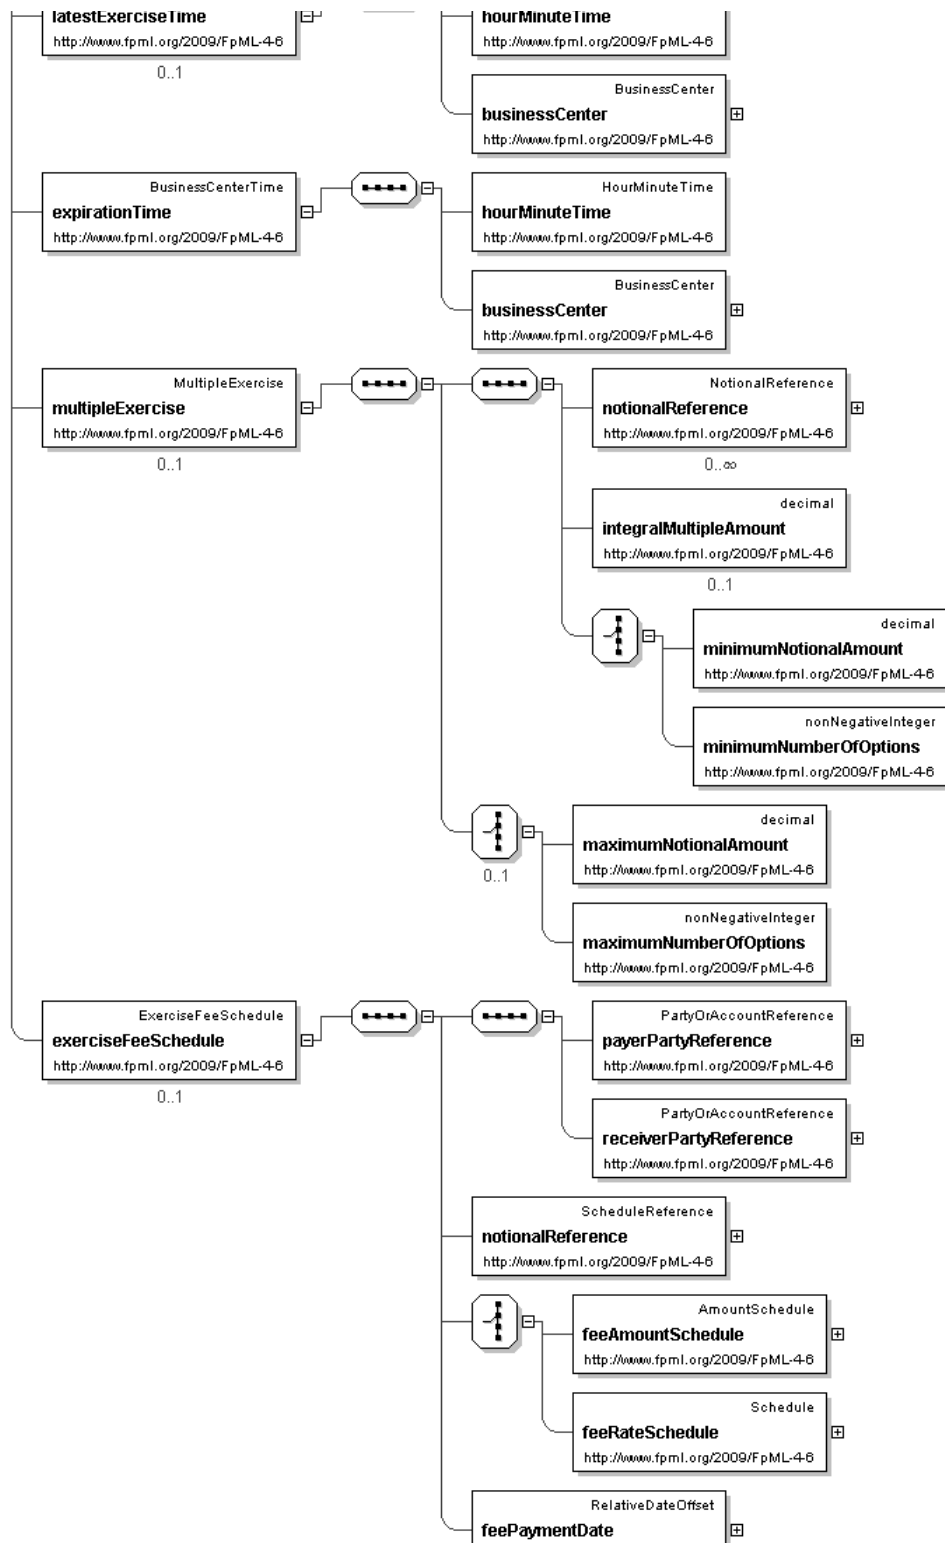 latestExerciseTime
http://www.fpml.org/2009/FpML-4-6
0..1
hourMinuteTime
http://www.fpml.org/2009/FpML-4-6
BusinessCenter
businessCenter
http://www.fpml.org/2009/FpML-4-6
BusinessCenterTime
expirationTime
http://www.fpml.org/2009/FpML-4-6
HourMinuteTime
hourMinuteTime
http://www.fpml.org/2009/FpML-4-6
BusinessCenter
businessCenter
http://www.fpml.org/2009/FpML-4-6
MultipleExercise
multipleExercise
http://www.fpml.org/2009/FpML-4-6
0..1
NotionalReference
notionalReference
http://www.fpml.org/2009/FpML-4-6
0..∞
decimal
integralMultipleAmount
http://www.fpml.org/2009/FpML-4-6
0..1
decimal
minimumNotionalAmount
http://www.fpml.org/2009/FpML-4-6
nonNegativeInteger
minimumNumberOfOptions
http://www.fpml.org/2009/FpML-4-6
0..1
decimal
maximumNotionalAmount
http://www.fpml.org/2009/FpML-4-6
nonNegativeInteger
maximumNumberOfOptions
http://www.fpml.org/2009/FpML-4-6
ExerciseFeeSchedule
exerciseFeeSchedule
http://www.fpml.org/2009/FpML-4-6
0..1
PartyOrAccountReference
payerPartyReference
http://www.fpml.org/2009/FpML-4-6
PartyOrAccountReference
receiverPartyReference
http://www.fpml.org/2009/FpML-4-6
ScheduleReference
notionalReference
http://www.fpml.org/2009/FpML-4-6
AmountSchedule
feeAmountSchedule
http://www.fpml.org/2009/FpML-4-6
Schedule
feeRateSchedule
http://www.fpml.org/2009/FpML-4-6
RelativeDateOffset
feePaymentDate